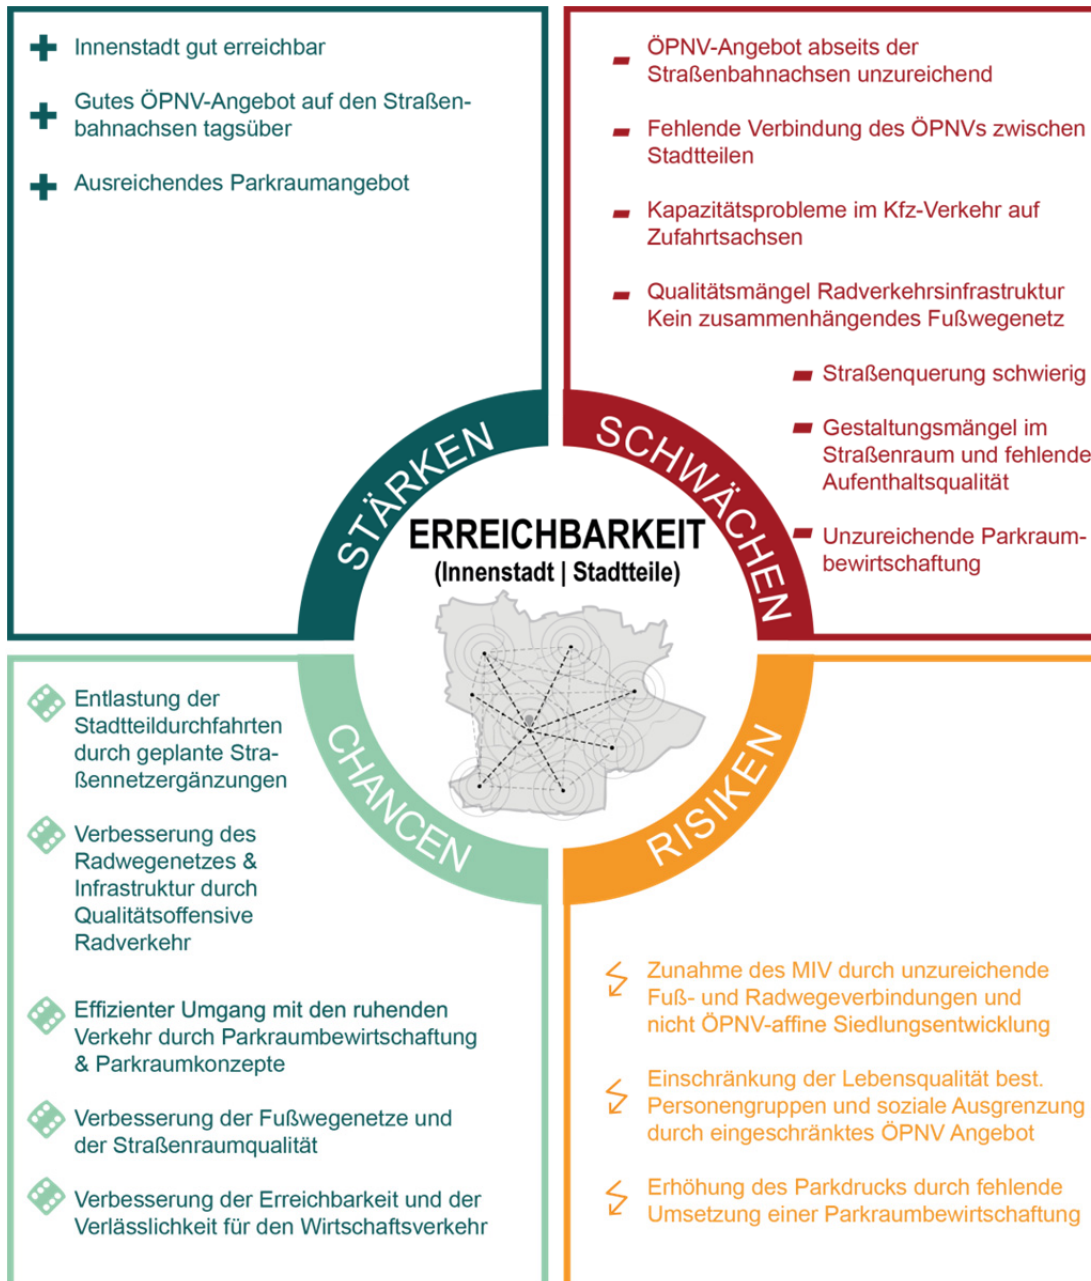 Innenstadt gut erreichbar
Gutes ÖPNV-Angebot auf den Straßen-
bahnachsen tagsüber
Ausreichendes Parkraumangebot
ÖPNV-Angebot abseits der
Straßenbahnachsen unzureichend
Fehlende Verbindung des ÖPNVs zwischen
Stadtteilen
Kapazitätsprobleme im Kfz-Verkehr auf
Zufahrtsachsen
Qualitätsmängel Radverkehrsinfrastruktur
Kein zusammenhängendes Fußwegenetz
Straßenquerung schwierig
Gestaltungsmängel im
Straßenraum und fehlende
Aufenthaltsqualität
Unzureichende Parkraum-
bewirtschaftung
STÄRKEN
SCHWÄCHEN
ERREICHBARKEIT
(Innenstadt | Stadtteile)
CHANCEN
RISIKEN
Entlastung der
Stadtteildurchfahrten
durch geplante Stra-
ßennetzergänzungen
Verbesserung des
Radwegenetzes &
Infrastruktur durch
Qualitätsoffensive
Radverkehr
Effizienter Umgang mit den ruhenden
Verkehr durch Parkraumbewirtschaftung
& Parkraumkonzepte
Verbesserung der Fußwegenetze und
der Straßenraumqualität
Verbesserung der Erreichbarkeit und der
Verlässlichkeit für den Wirtschaftsverkehr
Zunahme des MIV durch unzureichende
Fuß- und Radwegeverbindungen und
nicht ÖPNV-affine Siedlungsentwicklung
Einschränkung der Lebensqualität best.
Personengruppen und soziale Ausgrenzung
durch eingeschränktes ÖPNV Angebot
Erhöhung des Parkdrucks durch fehlende
Umsetzung einer Parkraumbewirtschaftung